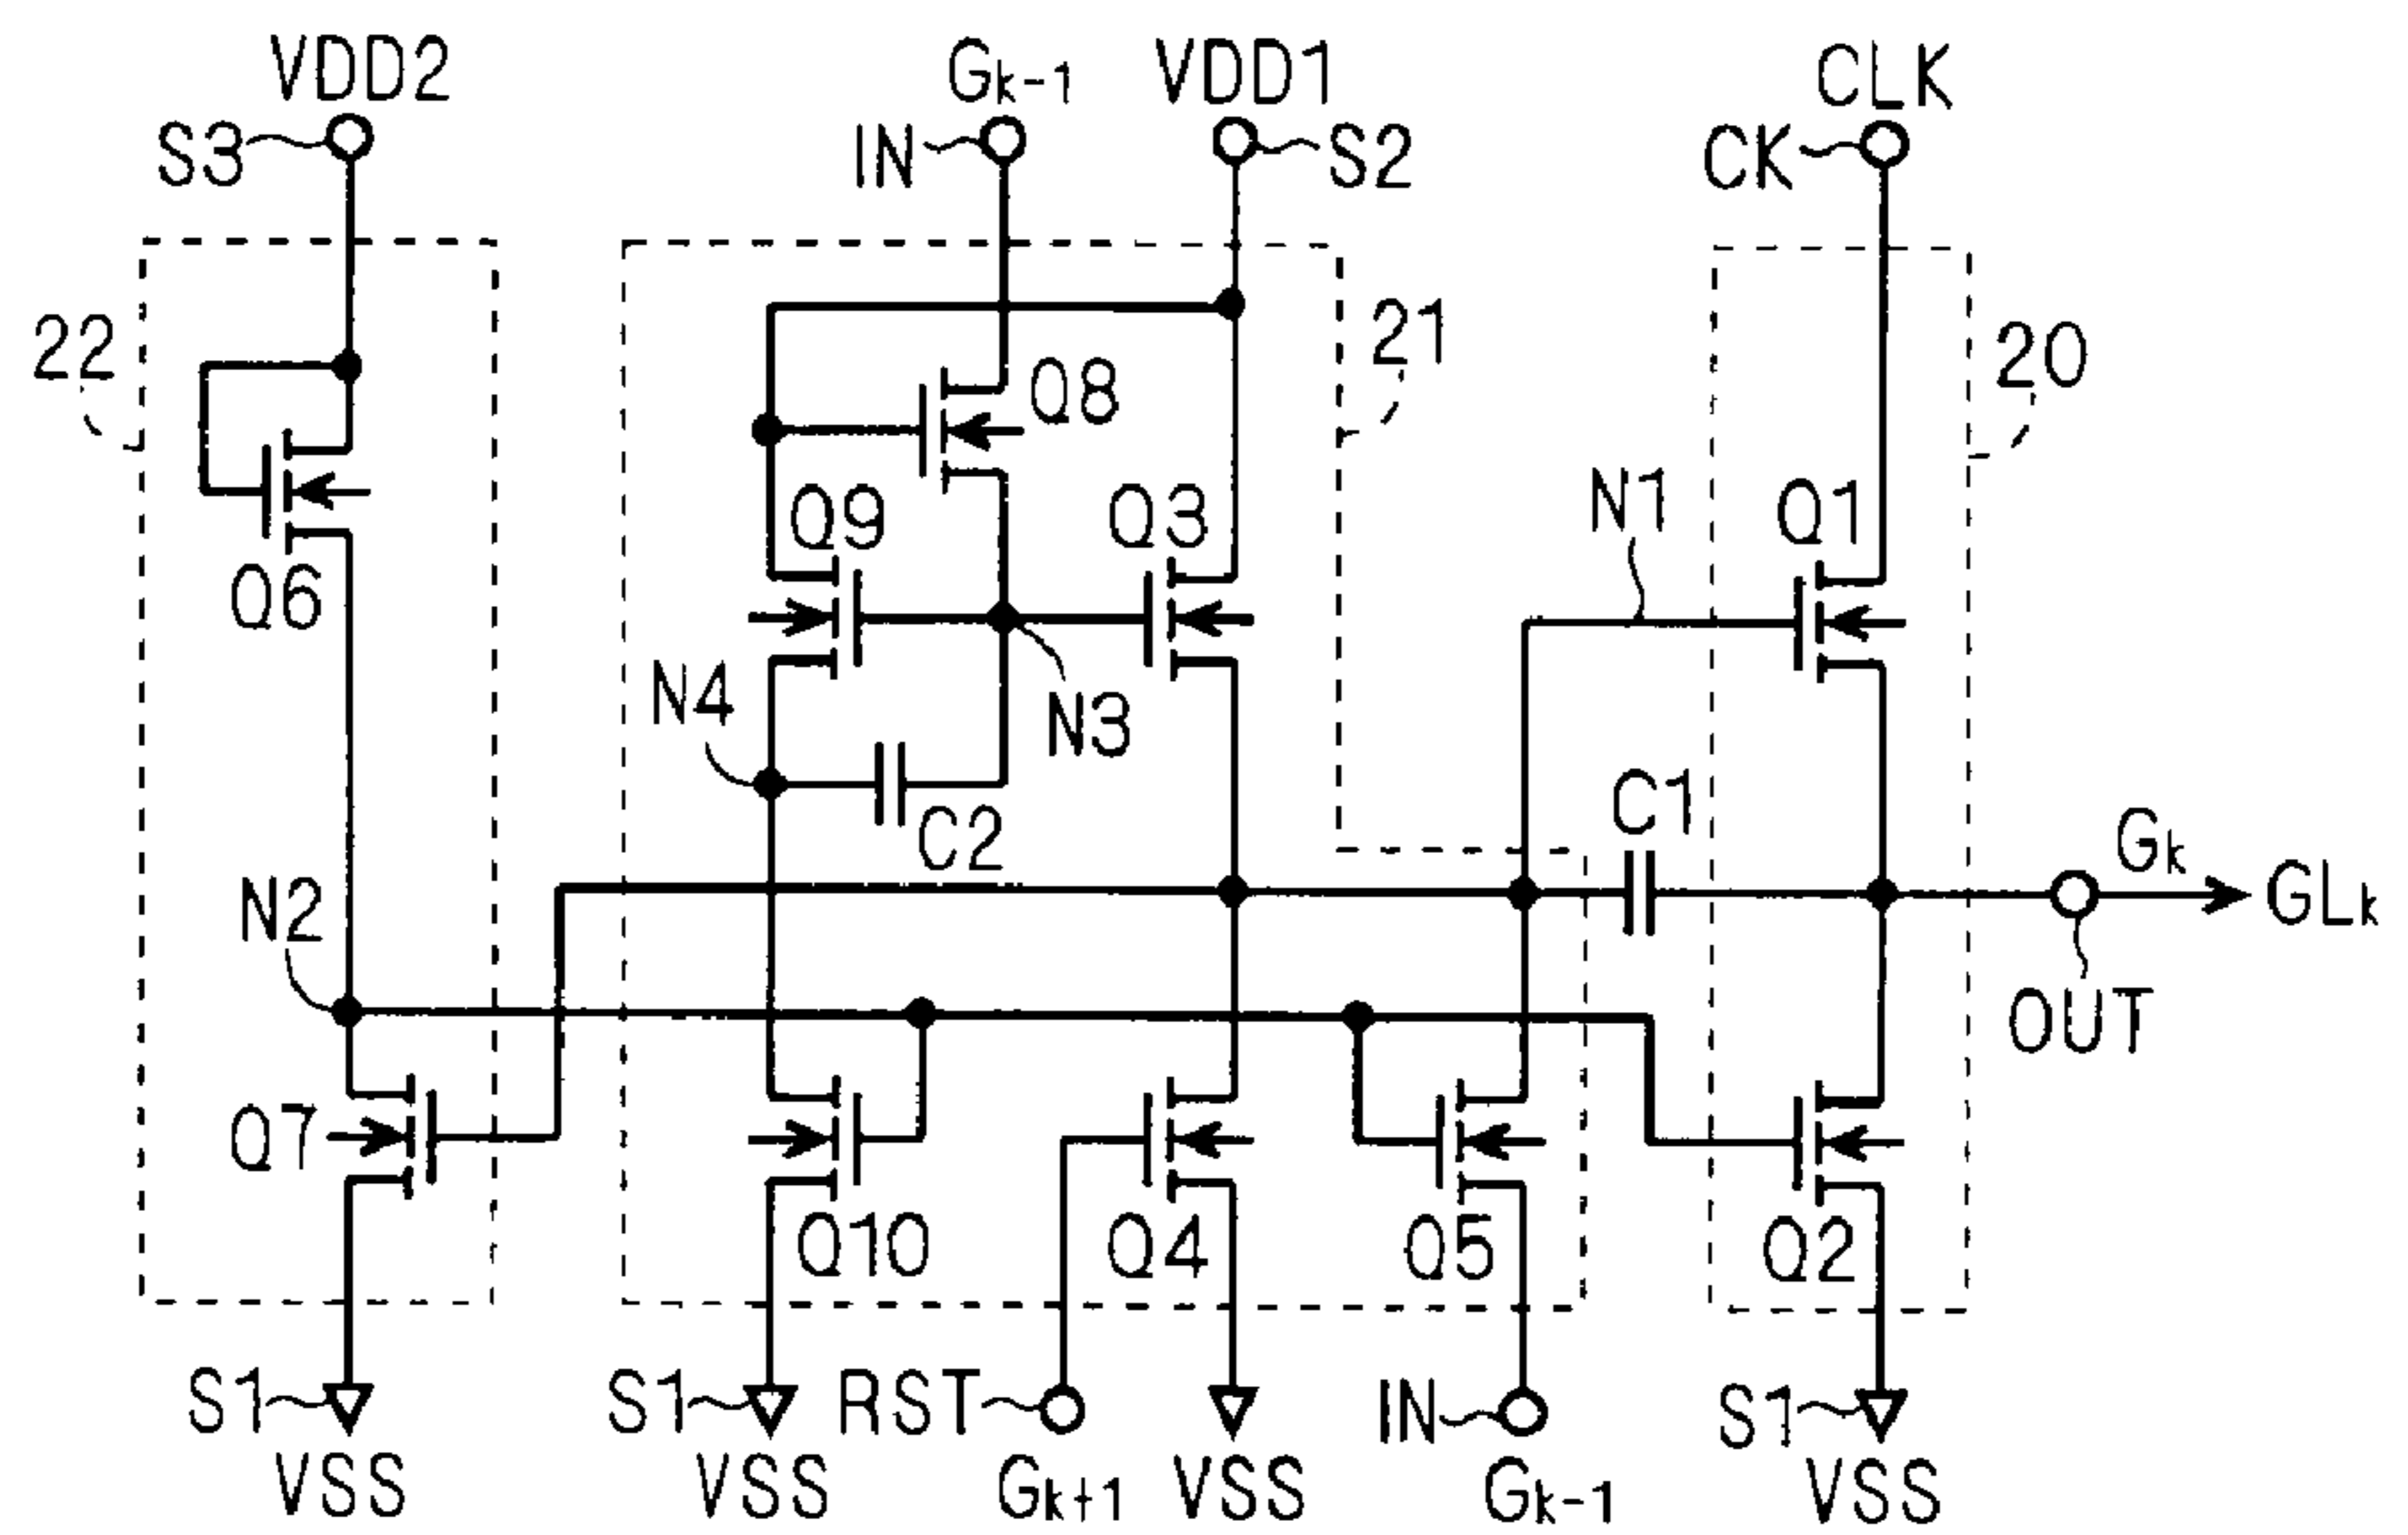 VDD2
Gk-1
VDD1
CLK
S3
IN
S2
CK
22
21
20
Q8
Q9
Q3
N1
Q1
Q6
N4
N3
C1
C2
Gk
GLk
N2
OUT
Q7
Q10
Q4
Q5
Q2
S1
S1
RST
IN
S1
VSS
VSS
Gk+1
VSS
Gk-1
VSS